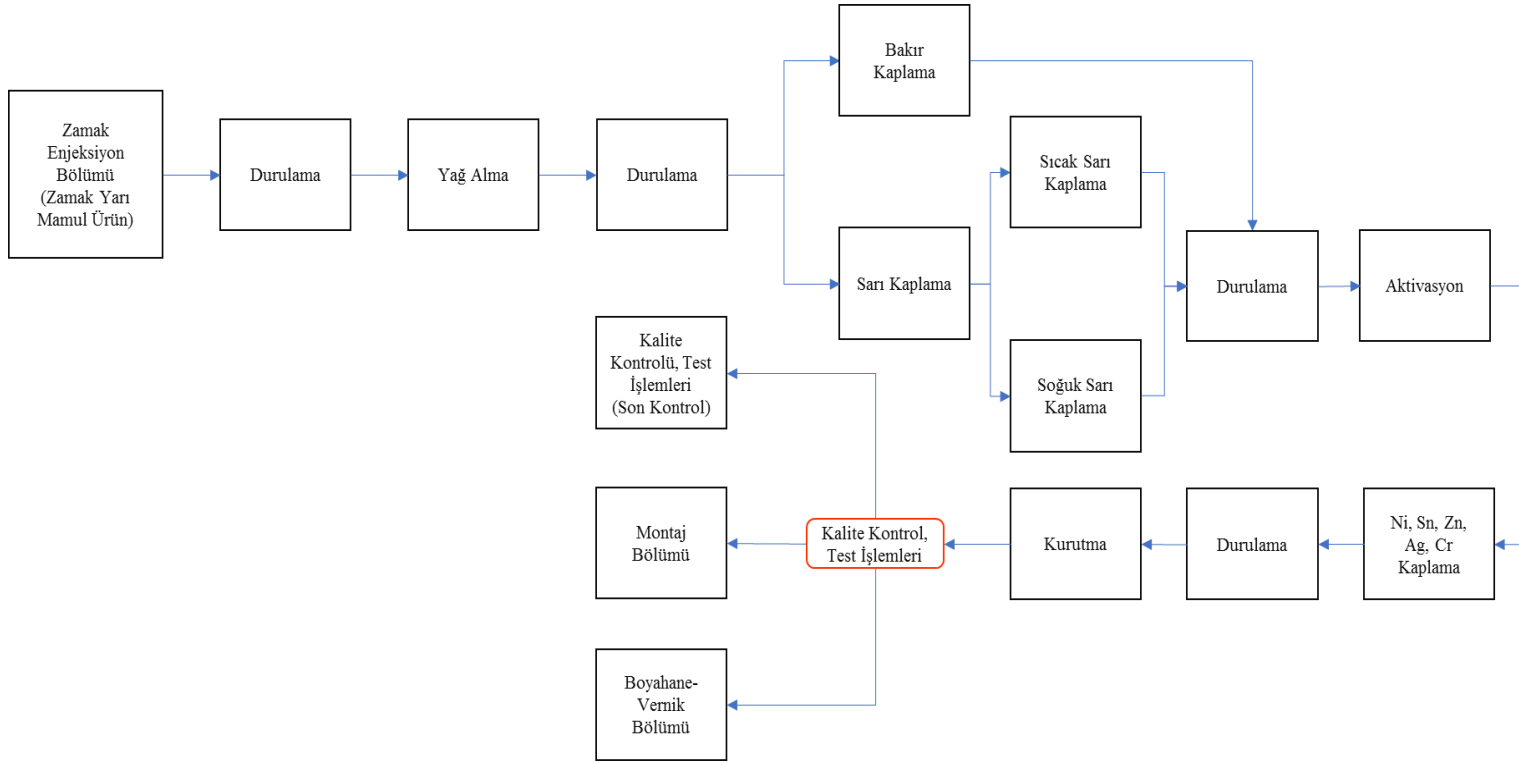 Zamak
Enjeksiyon
Bölümü
(Zamak Yarı
Mamul Ürün)
Durulama
Yağ Alma
Durulama
Bakır
Kaplama
Sarı Kaplama
Sıcak Sarı
Kaplama
Soğuk Sarı
Kaplama
Durulama
Aktivasyon
Ni, Sn, Zn,
Ag, Cr
Kaplama
Durulama
Kurutma
Kalite Kontrol,
Test İşlemleri
Kalite
Kontrolü, Test
İşlemleri
(Son Kontrol)
Montaj
Bölümü
Boyahane-
Vernik
Bölümü